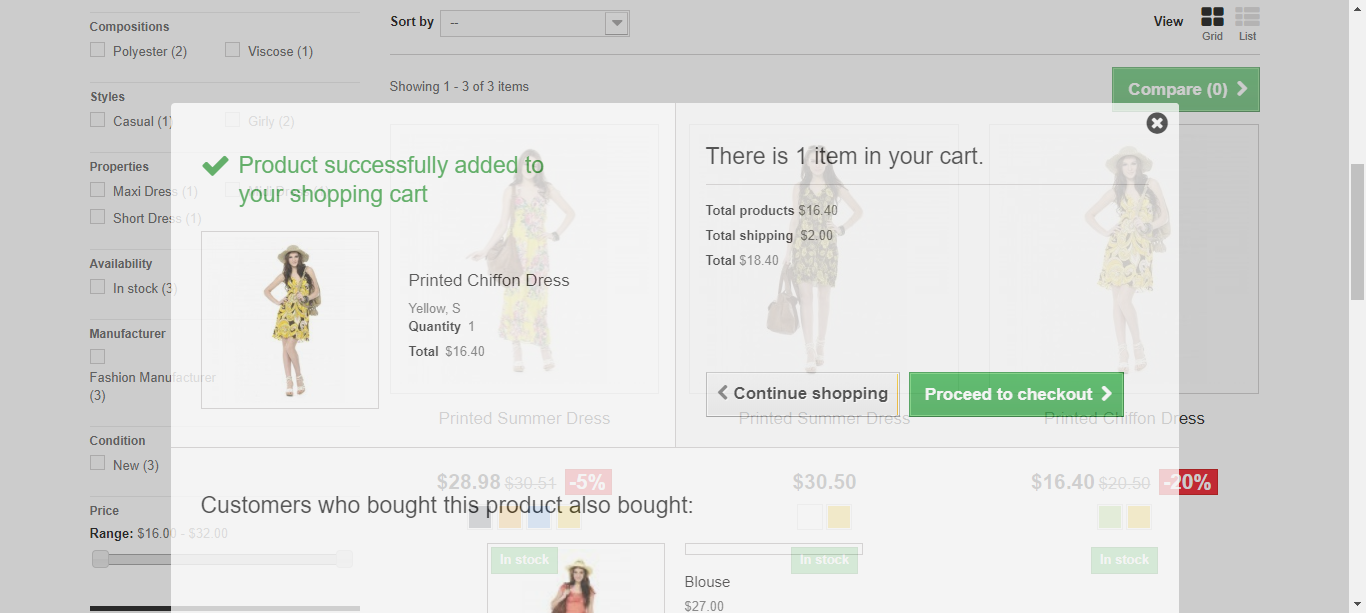 Compositions
Polyester (2)
Viscose (1)
Styles
Casual (1)
Girly (2)
Properties
Maxi Dress (1)
Short Dress (1)
Availability
In stock (3)
Manufacturer
Fashion Manufacturer
(3)
Condition
New (3)
Price
Range: $16.00 - $32.00
Sort by
--
View
Grid
List
Showing 1 - 3 of 3 items
Compare (0)
Product successfully added to
your shopping cart
Printed Chiffon Dress
Yellow, S
Quantity 1
Total $16.40
There is 1 item in your cart.
Total products $16.40
Total shipping $2.00
Total $18.40
Continue shopping
Proceed to checkout
Printed Summer Dress
Printed Summer Dress
Printed Chiffon Dress
$28.98 $30.51 -5%
$30.50
$16.40 $20.50 -20%
Customers who bought this product also bought:
In stock
In stock
In stock
Blouse
$27.00